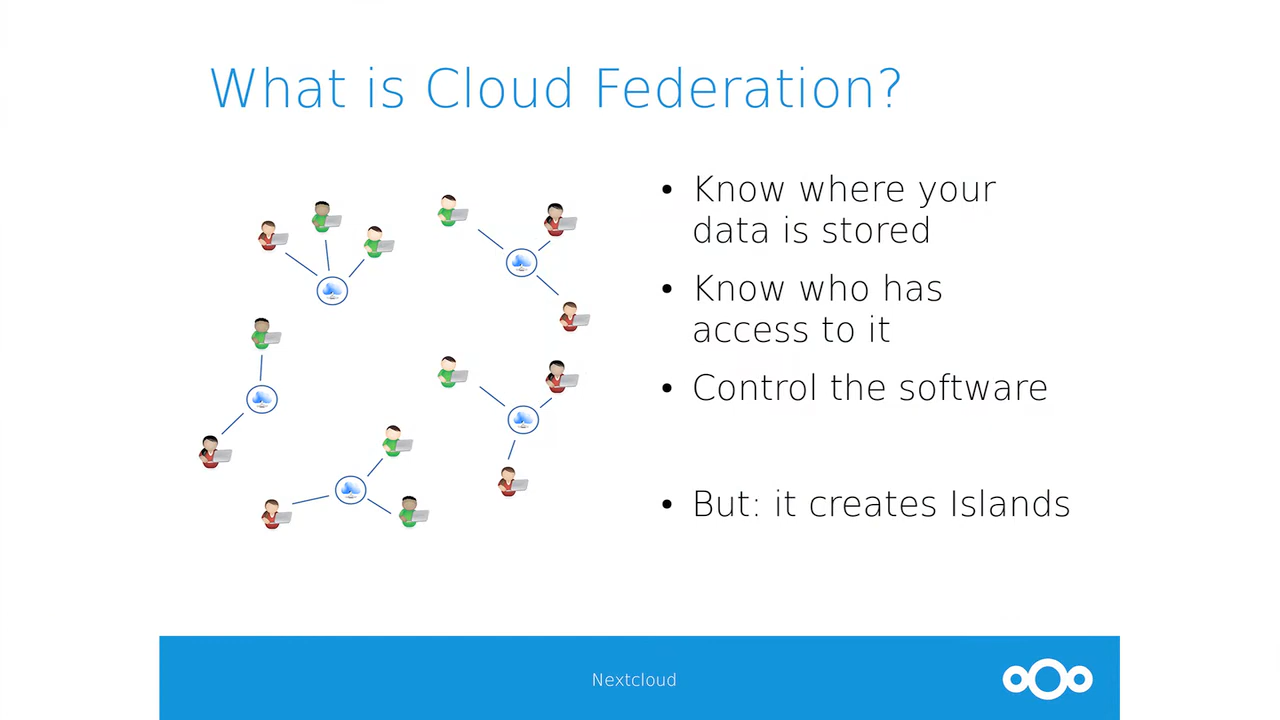 What is Cloud Federation?
• Know where your
data is stored
• Know who has
access to it
• Control the software
• But: it creates Islands
Nextcloud